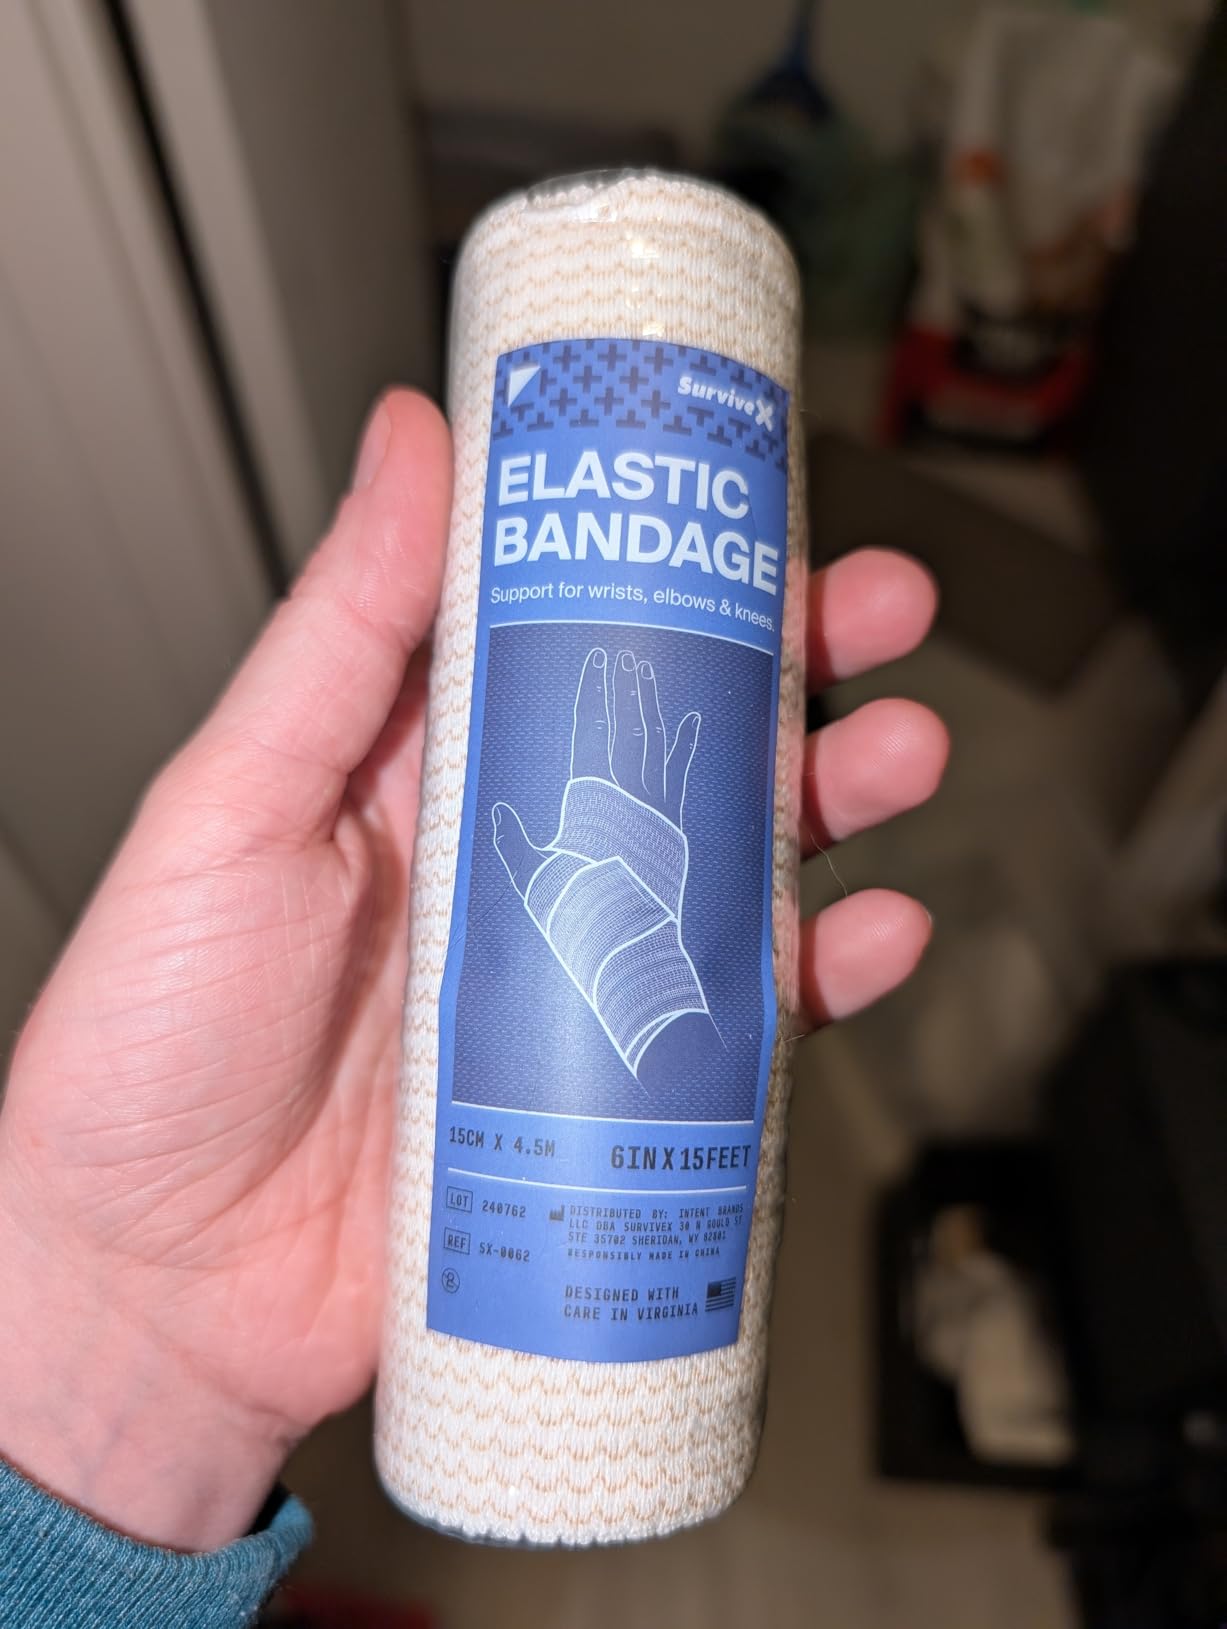 SurviveX
ELASTIC
BANDAGE
Support for wrists, elbows & knees.
15CM X 4.5M
6IN X 15FEET
LOT 240762
REF SX-0062
DISTRIBUTED BY: INTENT BRANDS
LLC DBA SURVIVEX 30 N GOULD ST
STE 35702 SHERIDAN, WY 82801
RESPONSIBLY MADE IN CHINA
DESIGNED WITH
CARE IN VIRGINIA